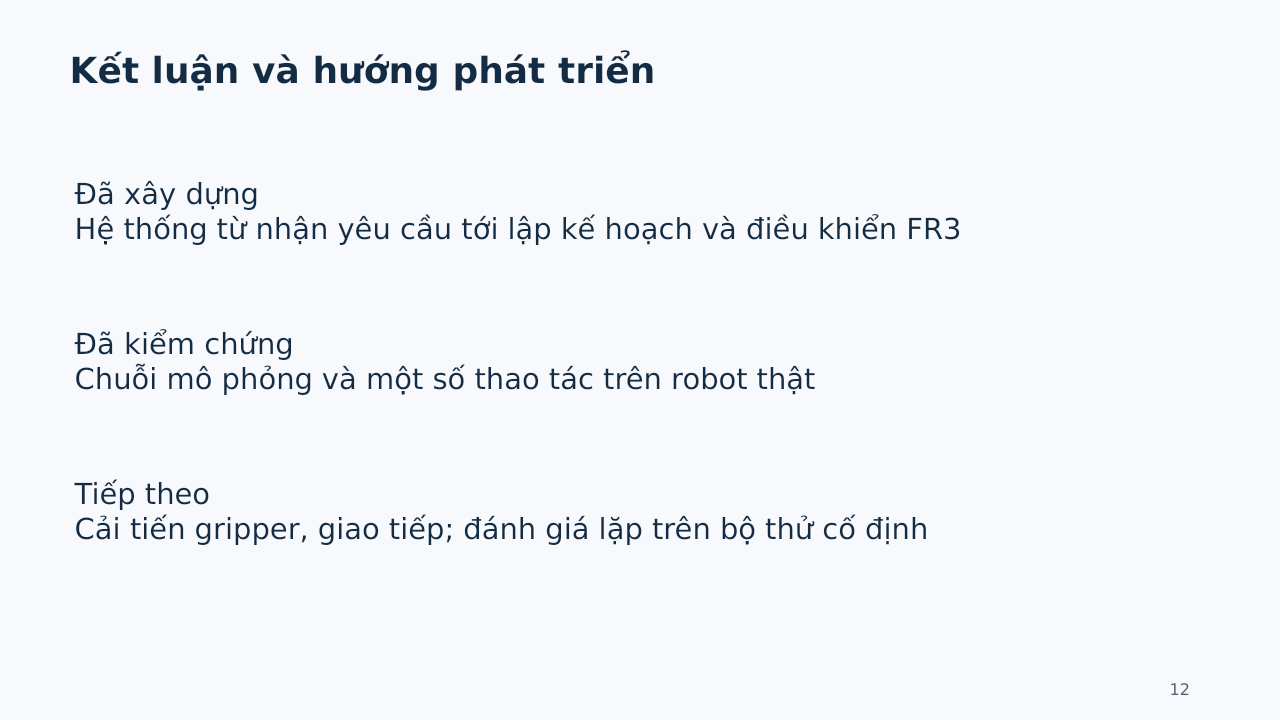 Kết luận và hướng phát triển
Đã xây dựng
Hệ thống từ nhận yêu cầu tới lập kế hoạch và điều khiển FR3
Đã kiểm chứng
Chuỗi mô phỏng và một số thao tác trên robot thật
Tiếp theo
Cải tiến gripper, giao tiếp; đánh giá lặp trên bộ thử cố định
12